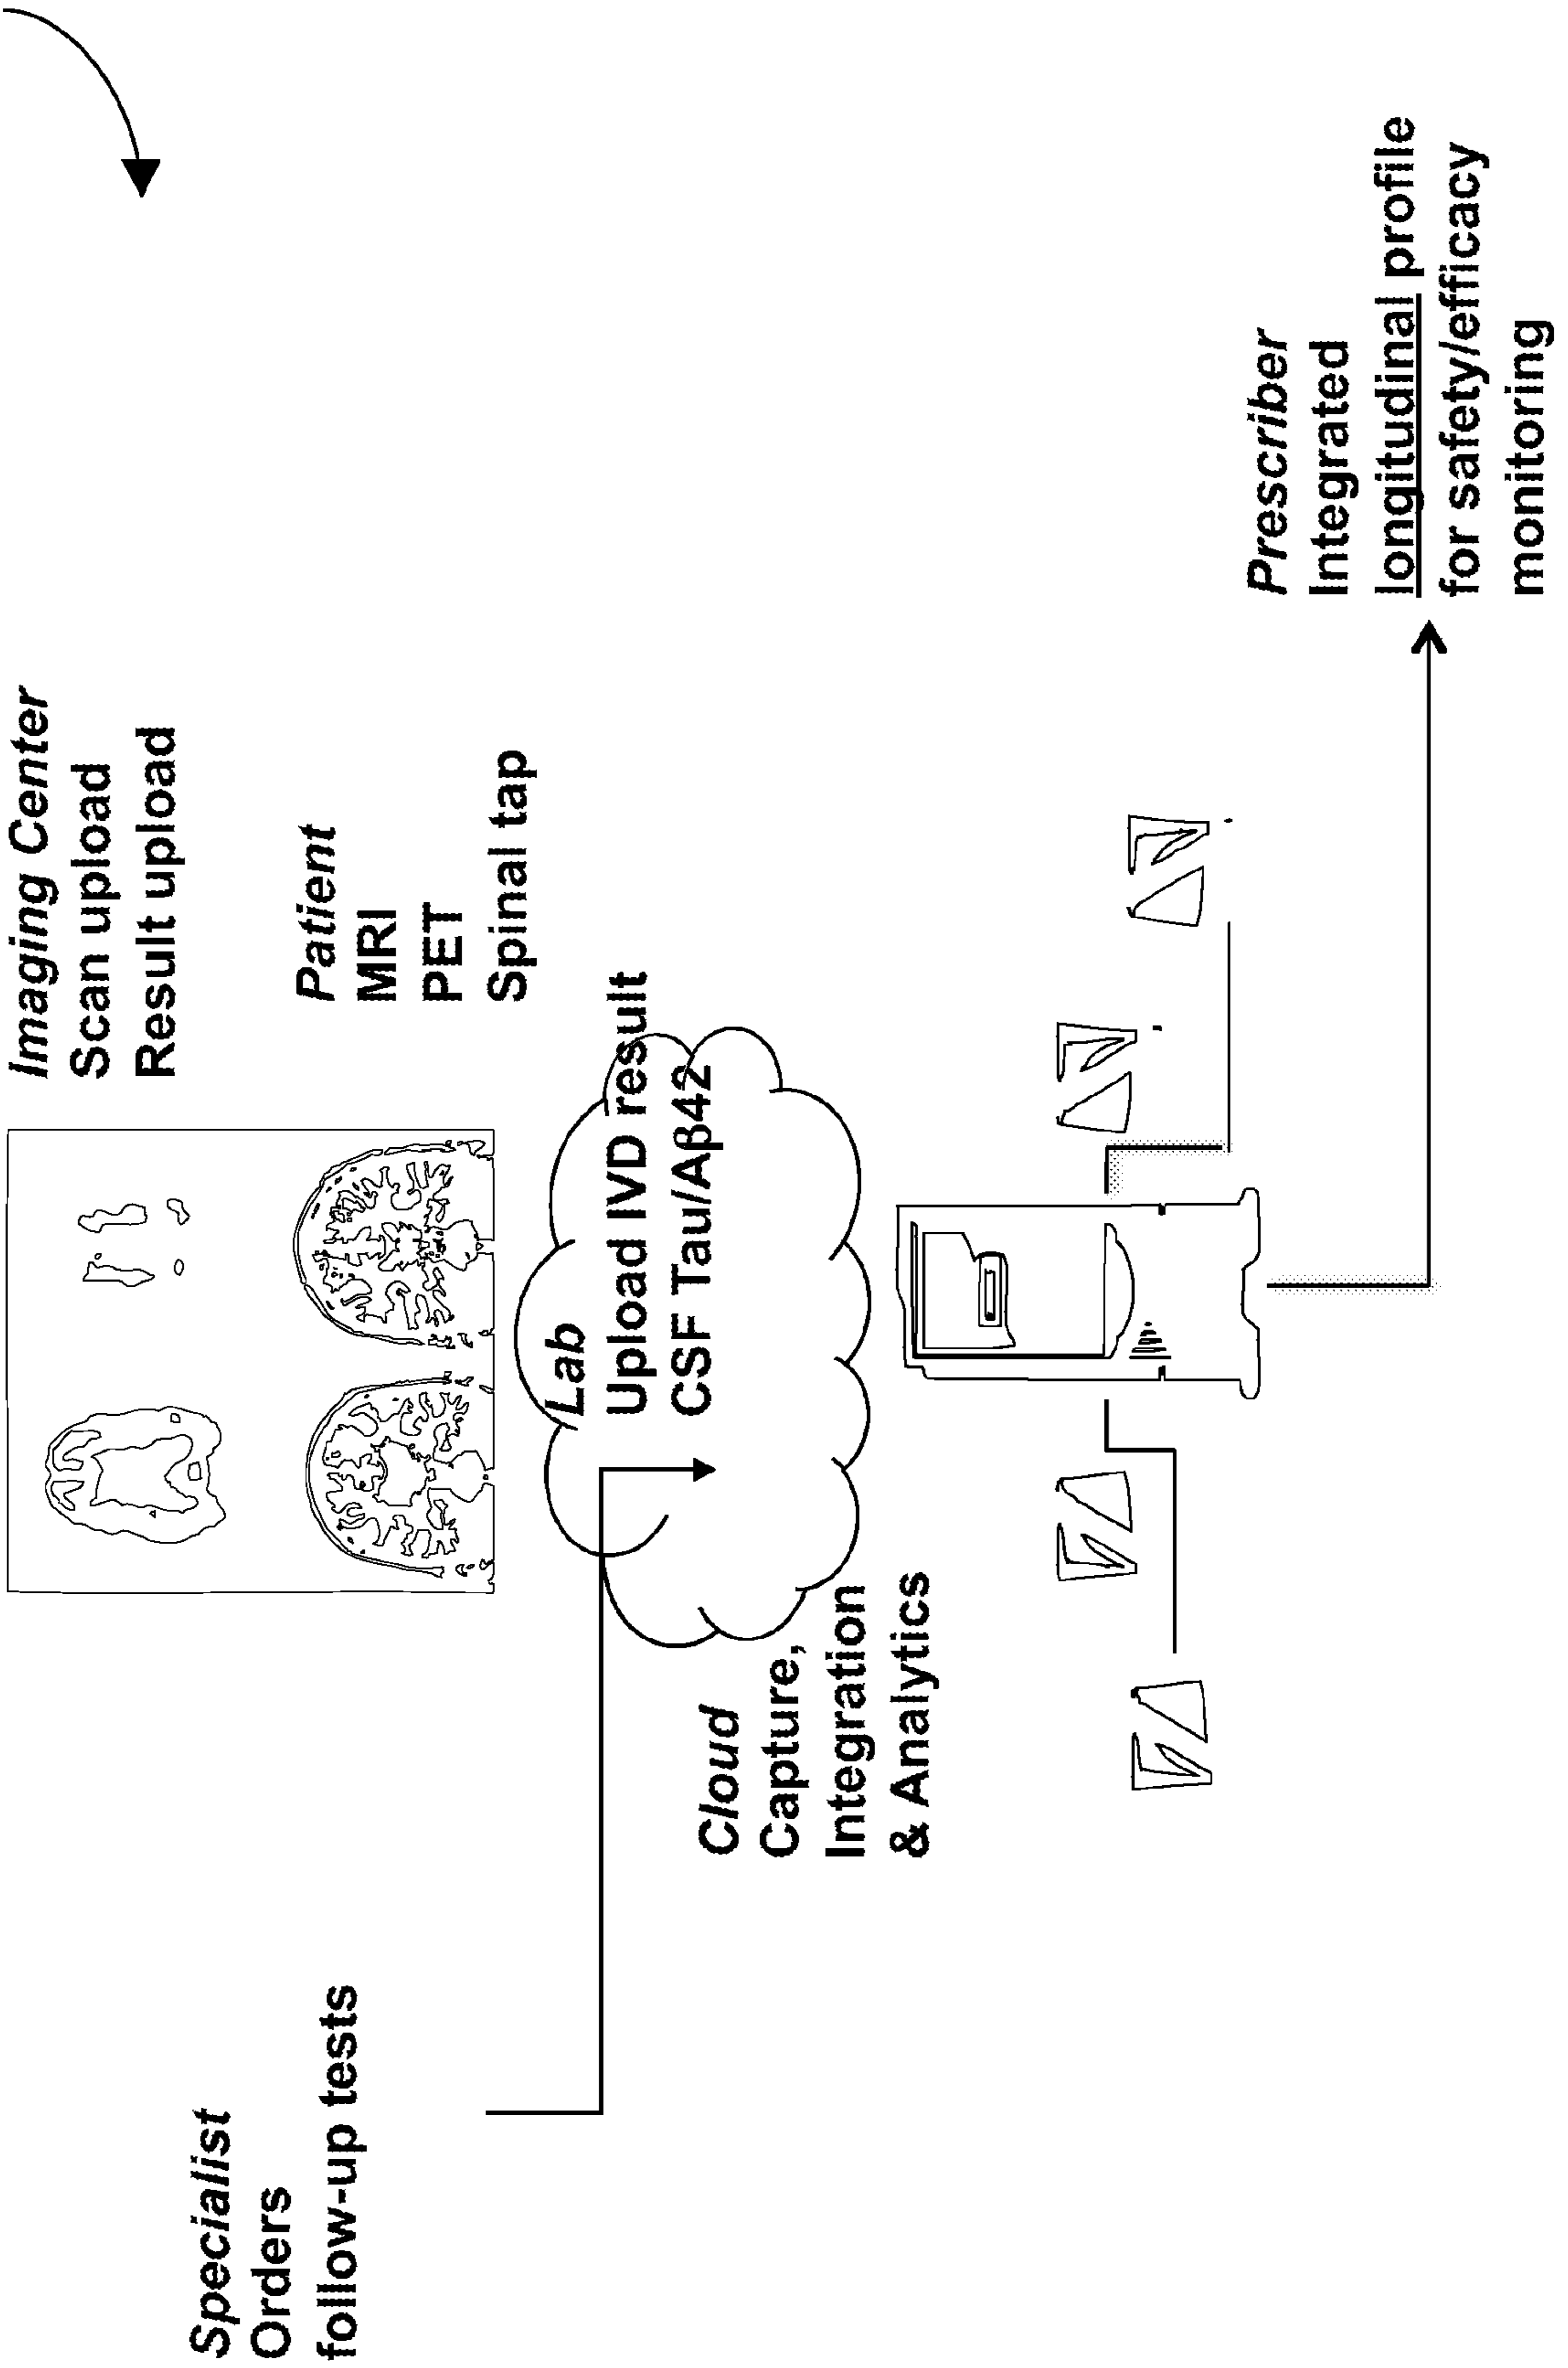 Imaging Center
Scan upload
Result upload
Patient
MRI
PET
Spinal tap
Specialist
Orders
follow-up tests
Lab
Upload IVD result
CSF Tau/Aβ42
Cloud
Capture,
Integration
& Analytics
Prescriber
Integrated
longitudinal profile
for safety/efficacy
monitoring